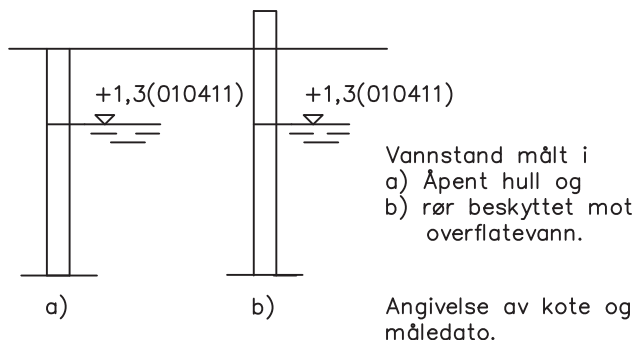 +1,3(010411)
+1,3(010411)
Vannstand målt i
a) Åpent hull og
b) rør beskyttet mot
overflatevann.
a)
b)
Angivelse av kote og
måledato.